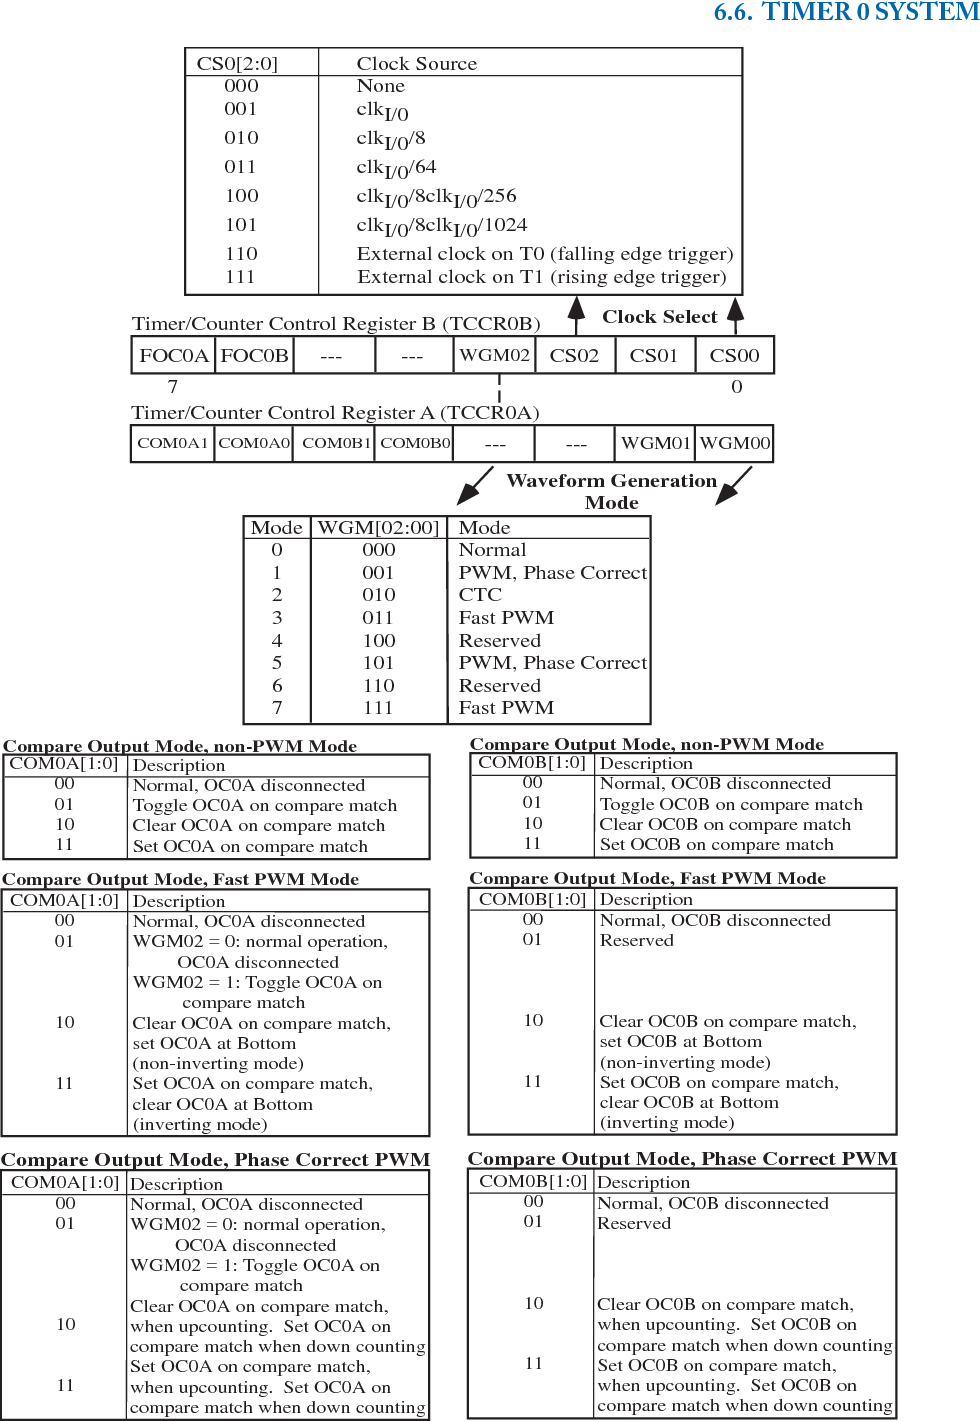 6.6. TIMER 0 SYSTEM
CS0[2:0] Clock Source
000 None
001 clkI/0
010 clkI/0/8
011 clkI/0/64
100 clkI/0/8clkI/0/256
101 clkI/0/8clkI/0/1024
110 External clock on T0 (falling edge trigger)
111 External clock on T1 (rising edge trigger)
Clock Select
Timer/Counter Control Register B (TCCR0B)
FOC0A FOC0B --- --- WGM02 CS02 CS01 CS00
7 0
Timer/Counter Control Register A (TCCR0A)
COM0A1 COM0A0 COM0B1 COM0B0 --- --- WGM01 WGM00
Waveform Generation
Mode
Mode WGM[02:00] Mode
0 000 Normal
1 001 PWM, Phase Correct
2 010 CTC
3 011 Fast PWM
4 100 Reserved
5 101 PWM, Phase Correct
6 110 Reserved
7 111 Fast PWM
Compare Output Mode, non-PWM Mode
COM0A[1:0] Description
00 Normal, OC0A disconnected
01 Toggle OC0A on compare match
10 Clear OC0A on compare match
11 Set OC0A on compare match
Compare Output Mode, non-PWM Mode
COM0B[1:0] Description
00 Normal, OC0B disconnected
01 Toggle OC0B on compare match
10 Clear OC0B on compare match
11 Set OC0B on compare match
Compare Output Mode, Fast PWM Mode
COM0A[1:0] Description
00 Normal, OC0A disconnected
01 WGM02 = 0: normal operation,
OC0A disconnected
WGM02 = 1: Toggle OC0A on
compare match
10 Clear OC0A on compare match,
set OC0A at Bottom
(non-inverting mode)
11 Set OC0A on compare match,
clear OC0A at Bottom
(inverting mode)
Compare Output Mode, Fast PWM Mode
COM0B[1:0] Description
00 Normal, OC0B disconnected
01 Reserved
10 Clear OC0B on compare match,
set OC0B at Bottom
(non-inverting mode)
11 Set OC0B on compare match,
clear OC0B at Bottom
(inverting mode)
Compare Output Mode, Phase Correct PWM
COM0A[1:0] Description
00 Normal, OC0A disconnected
01 WGM02 = 0: normal operation,
OC0A disconnected
WGM02 = 1: Toggle OC0A on
compare match
Clear OC0A on compare match,
10 when upcounting. Set OC0A on
compare match when down counting
Set OC0A on compare match,
11 when upcounting. Set OC0A on
compare match when down counting
Compare Output Mode, Phase Correct PWM
COM0B[1:0] Description
00 Normal, OC0B disconnected
01 Reserved
10 Clear OC0B on compare match,
when upcounting. Set OC0B on
compare match when down counting
11 Set OC0B on compare match,
when upcounting. Set OC0B on
compare match when down counting